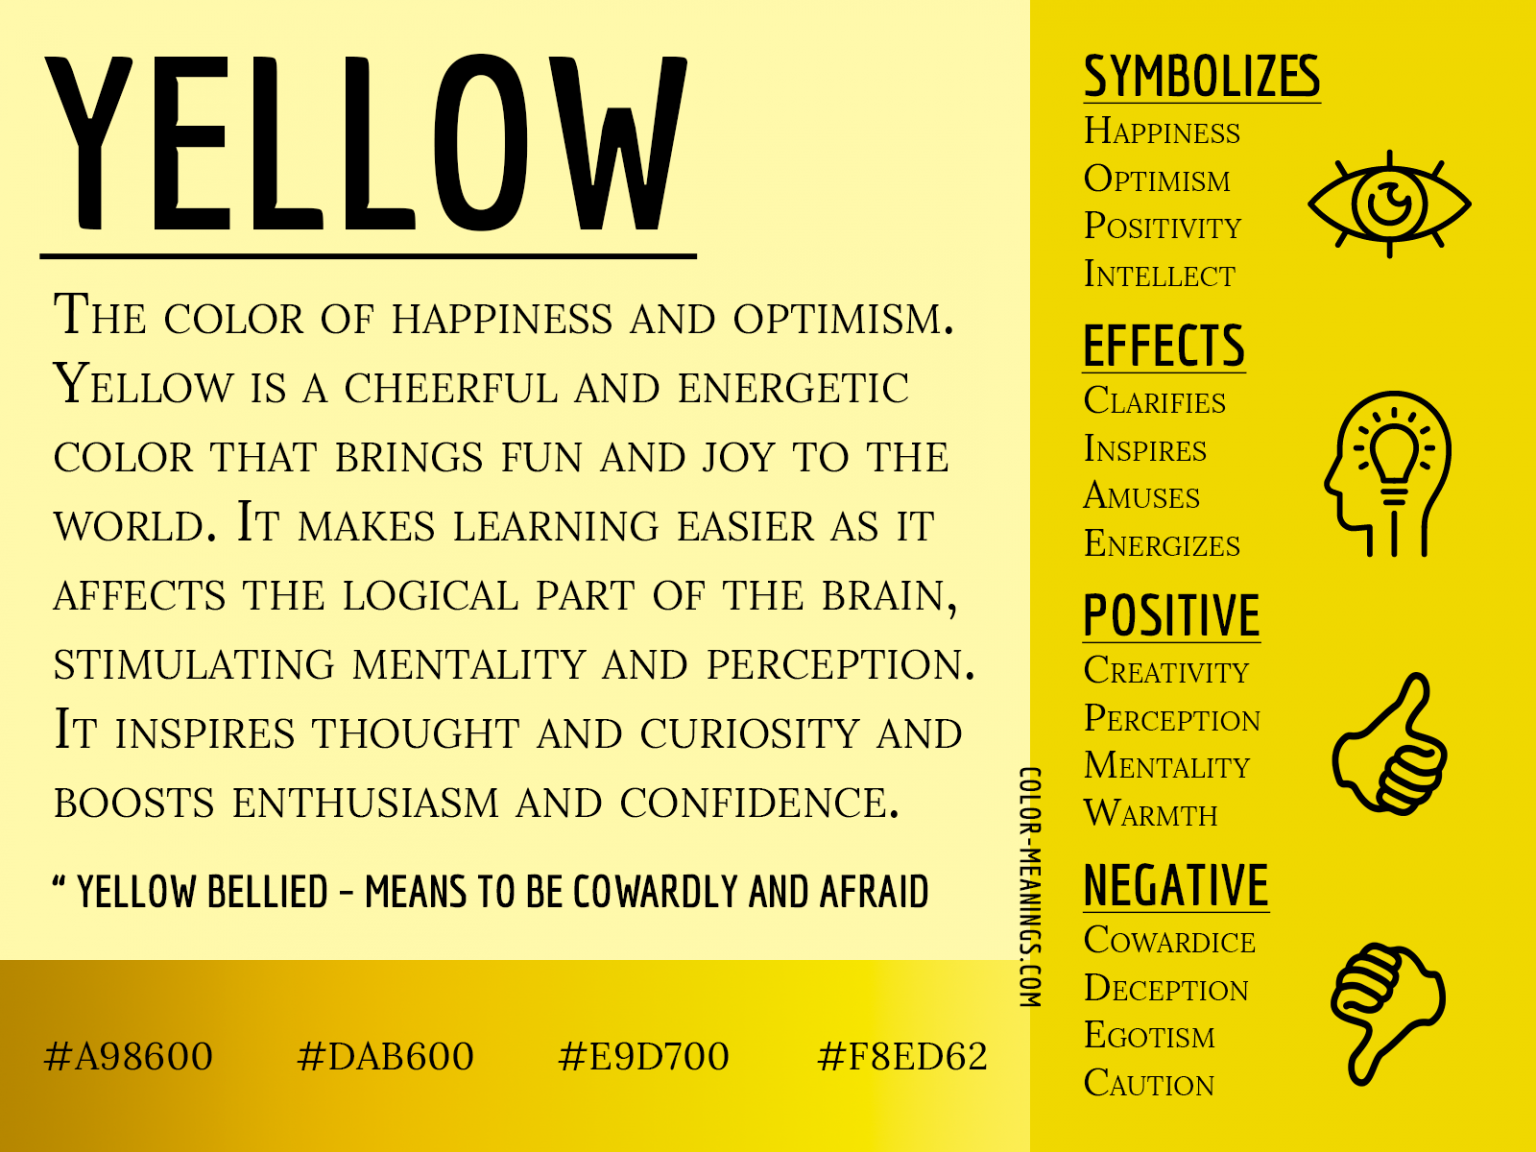 YELLOW
The color of happiness and optimism.
Yellow is a cheerful and energetic
color that brings fun and joy to the
world. It makes learning easier as it
affects the logical part of the brain,
stimulating mentality and perception.
It inspires thought and curiosity and
boosts enthusiasm and confidence.
“ YELLOW BELLIED – MEANS TO BE COWARDLY AND AFRAID
#A98600
#DAB600
#E9D700
#F8ED62
COLOR-MEANINGS.COM
SYMBOLIZES
Happiness
Optimism
Positivity
Intellect
EFFECTS
Clarifies
Inspires
Amuses
Energizes
POSITIVE
Creativity
Perception
Mentality
Warmth
NEGATIVE
Cowardice
Deception
Egotism
Caution